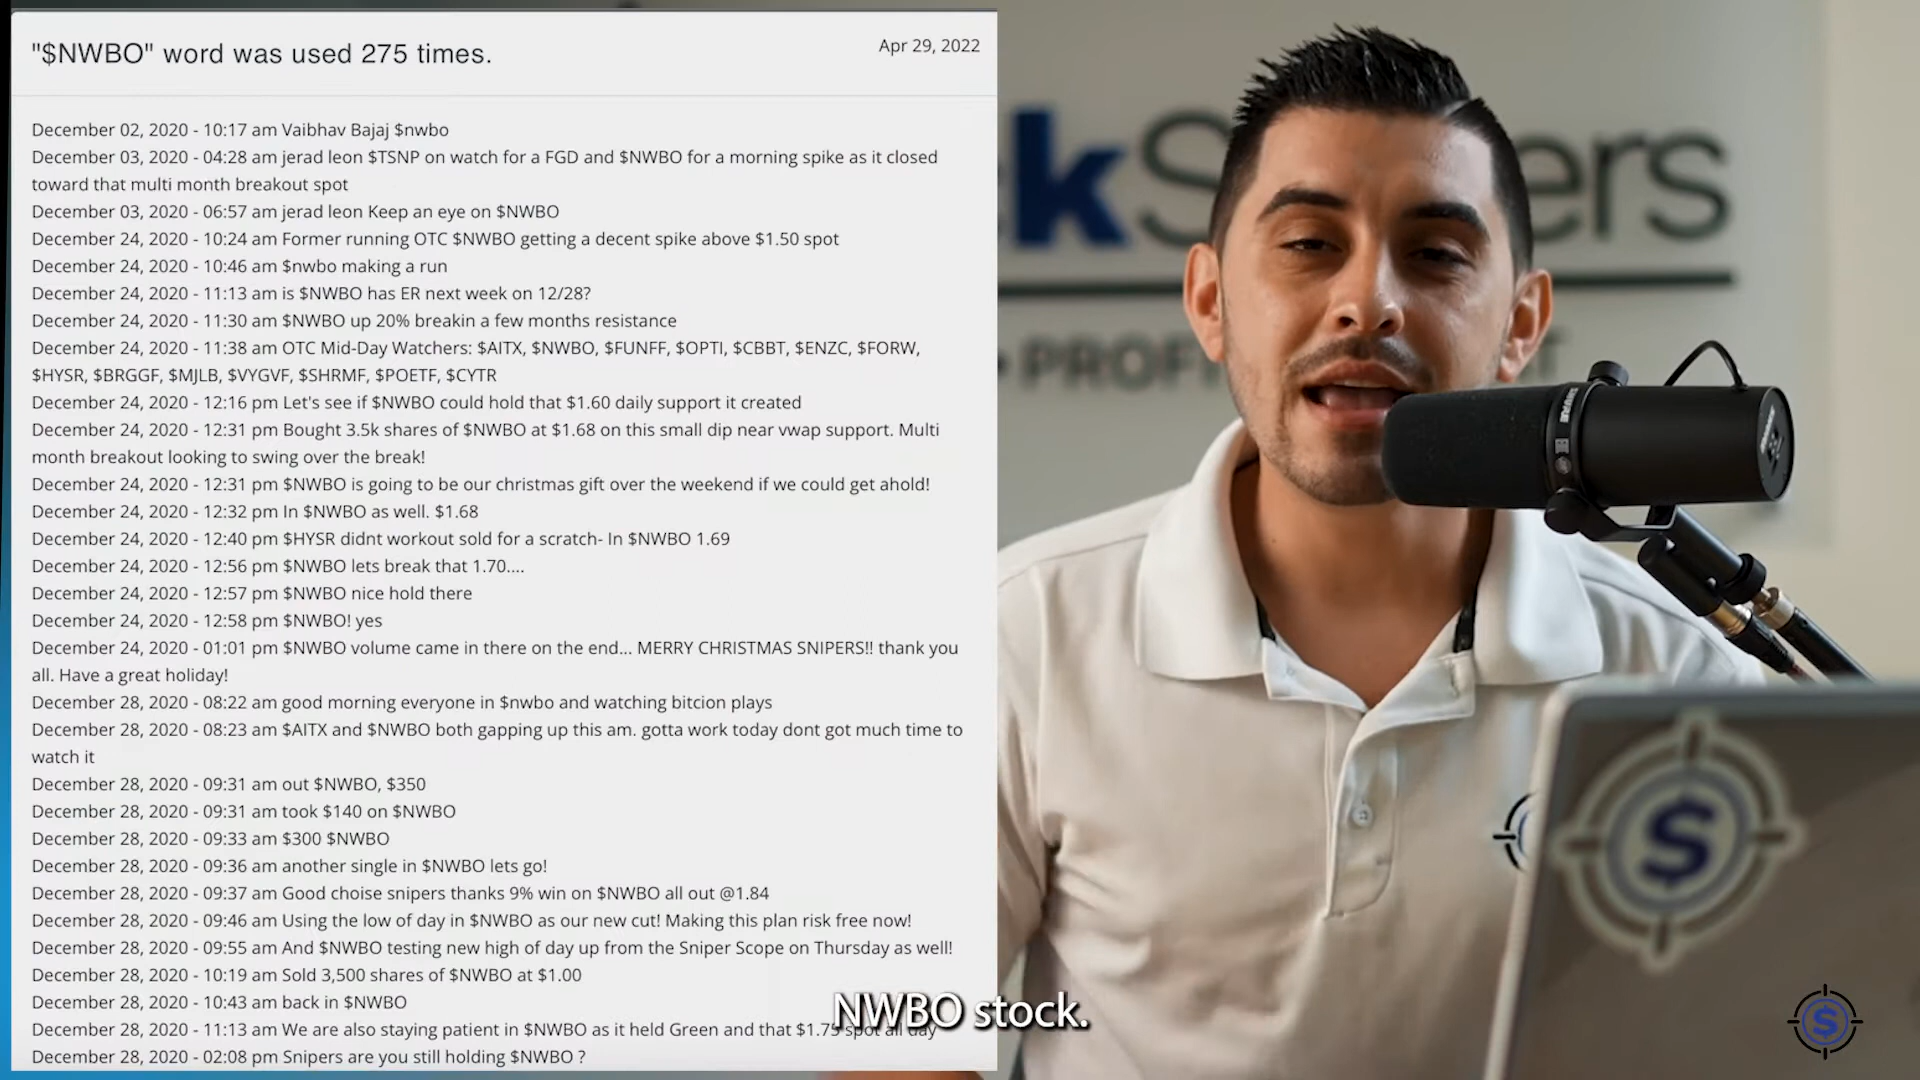 "$NWBO" word was used 275 times.
Apr 29, 2022
December 02, 2020 - 10:17 am Vaibhav Bajaj $nwbo
December 03, 2020 - 04:28 am jerad leon $TSNP on watch for a FGD and $NWBO for a morning spike as it closed
toward that multi month breakout spot
December 03, 2020 - 06:57 am jerad leon Keep an eye on $NWBO
December 24, 2020 - 10:24 am Former running OTC $NWBO getting a decent spike above $1.50 spot
December 24, 2020 - 10:46 am $nwbo making a run
December 24, 2020 - 11:13 am is $NWBO has ER next week on 12/28?
December 24, 2020 - 11:30 am $NWBO up 20% breakin a few months resistance
December 24, 2020 - 11:38 am OTC Mid-Day Watchers: $AITX, $NWBO, $FUNFF, $OPTI, $CBBT, $ENZC, $FORW,
$HYSR, $BRGGF, $MJLB, $VYGVF, $SHRMF, $POETF, $CYTR
December 24, 2020 - 12:16 pm Let's see if $NWBO could hold that $1.60 daily support it created
December 24, 2020 - 12:31 pm Bought 3.5k shares of $NWBO at $1.68 on this small dip near vwap support. Multi
month breakout looking to swing over the break!
December 24, 2020 - 12:31 pm $NWBO is going to be our christmas gift over the weekend if we could get ahold!
December 24, 2020 - 12:32 pm In $NWBO as well. $1.68
December 24, 2020 - 12:40 pm $HYSR didnt workout sold for a scratch- In $NWBO 1.69
December 24, 2020 - 12:56 pm $NWBO lets break that 1.70....
December 24, 2020 - 12:57 pm $NWBO nice hold there
December 24, 2020 - 12:58 pm $NWBO! yes
December 24, 2020 - 01:01 pm $NWBO volume came in there on the end... MERRY CHRISTMAS SNIPERS!! thank you
all. Have a great holiday!
December 28, 2020 - 08:22 am good morning everyone in $nwbo and watching bitcion plays
December 28, 2020 - 08:23 am $AITX and $NWBO both gapping up this am. gotta work today dont got much time to
watch it
December 28, 2020 - 09:31 am out $NWBO, $350
December 28, 2020 - 09:31 am took $140 on $NWBO
December 28, 2020 - 09:33 am $300 $NWBO
December 28, 2020 - 09:36 am another single in $NWBO lets go!
December 28, 2020 - 09:37 am Good choise snipers thanks 9% win on $NWBO all out @1.84
December 28, 2020 - 09:46 am Using the low of day in $NWBO as our new cut! Making this plan risk free now!
December 28, 2020 - 09:55 am And $NWBO testing new high of day up from the Sniper Scope on Thursday as well!
December 28, 2020 - 10:19 am Sold 3,500 shares of $NWBO at $1.00
December 28, 2020 - 10:43 am back in $NWBO
December 28, 2020 - 11:13 am We are also staying patient in $NWBO as it held Green and that $1.75 spot all day
December 28, 2020 - 02:08 pm Snipers are you still holding $NWBO ?
NWBO stock.
SHURE